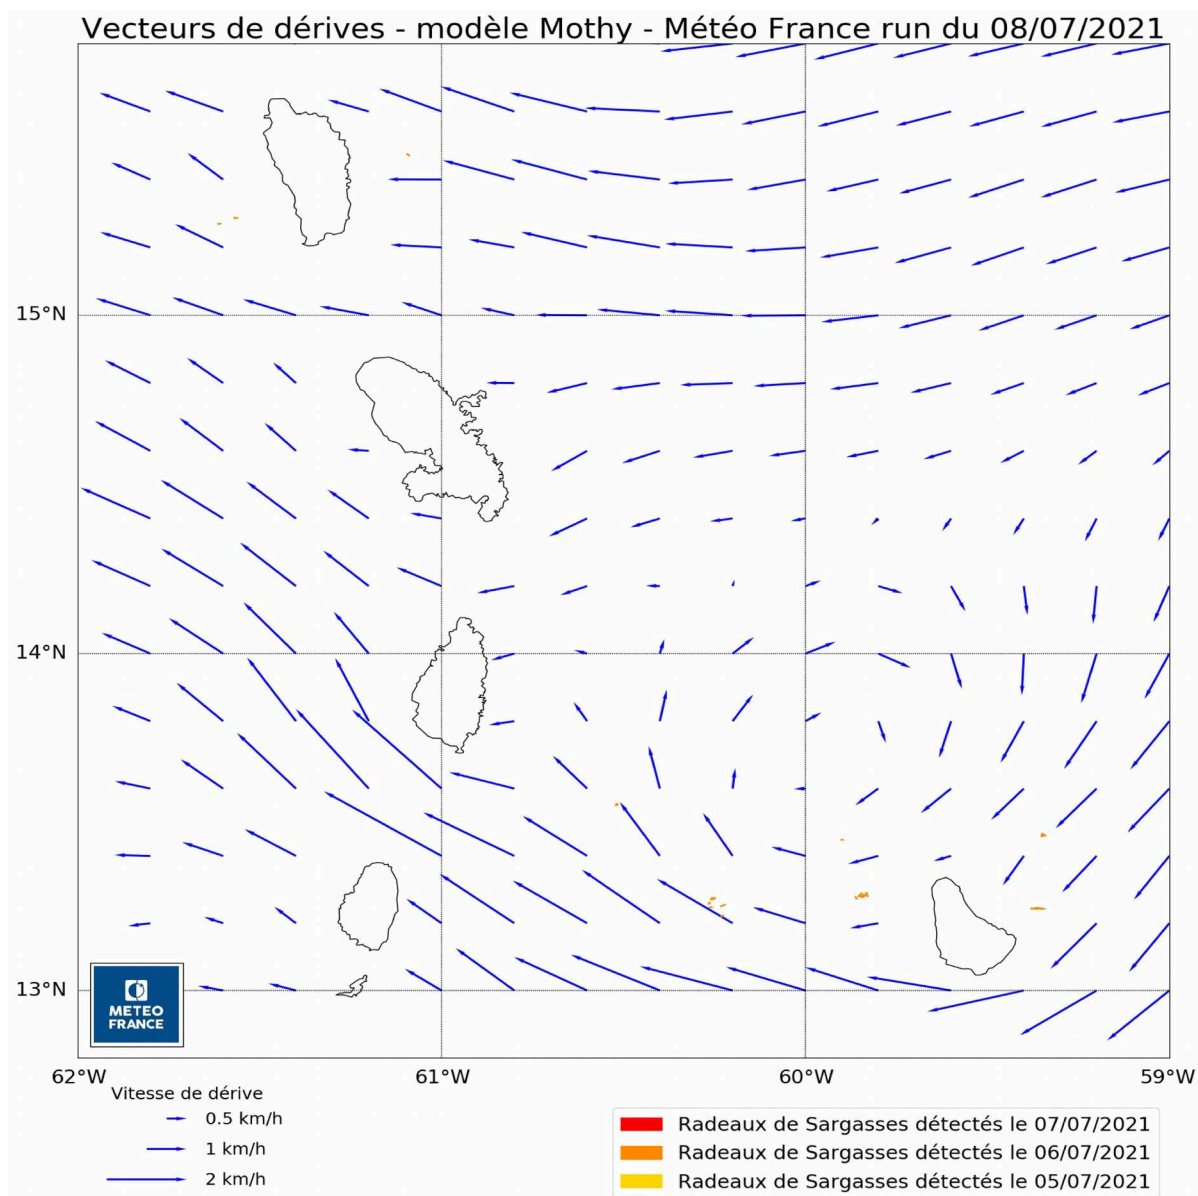 Vecteurs de dérives - modèle Mothy - Météo France run du 08/07/2021
15°N
14°N
13°N
METEO
FRANCE
62°W
61°W
60°W
59°W
Vitesse de dérive
0.5 km/h
1 km/h
2 km/h
Radeaux de Sargasses détectés le 07/07/2021
Radeaux de Sargasses détectés le 06/07/2021
Radeaux de Sargasses détectés le 05/07/2021